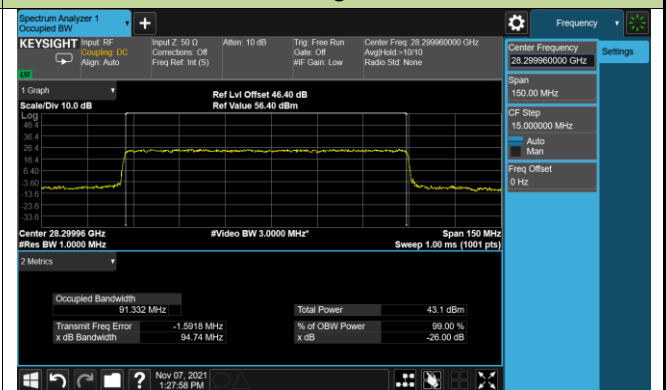 Spectrum Analyzer 1
Occupied BW
+
Frequency
KEYSIGHT
Input: RF
Coupling: DC
Align: Auto
Input Z: 50 Ω
Corrections: Off
Freq Ref: Int (S)
Atten: 10 dB
Trig: Free Run
Gate: Off
#IF Gain: Low
Center Freq: 28.299960000 GHz
Avg|Hold:>10/10
Radio Std: None
Center Frequency
28.299960000 GHz
Settings
Span
150.00 MHz
CF Step
15.000000 MHz
Auto
Man
Freq Offset
0 Hz
1 Graph
Scale/Div 10.0 dB
Ref Lvl Offset 46.40 dB
Ref Value 56.40 dBm
Log
46.4
36.4
26.4
16.4
6.40
-3.60
-13.6
-23.6
-33.6
Center 28.29996 GHz
#Res BW 1.0000 MHz
#Video BW 3.0000 MHz*
Span 150 MHz
Sweep 1.00 ms (1001 pts)
2 Metrics
Occupied Bandwidth
91.332 MHz
Total Power
43.1 dBm
Transmit Freq Error
-1.5918 MHz
% of OBW Power
99.00 %
x dB Bandwidth
94.74 MHz
x dB
-26.00 dB
?
Nov 07, 2021
1:27:58 PM